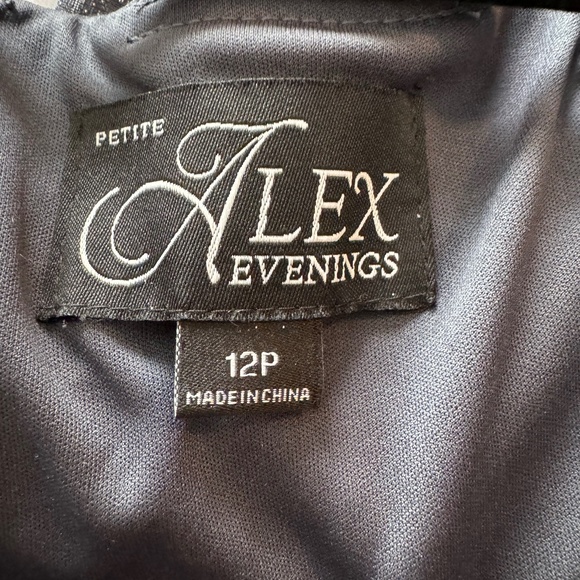 PETITE
ALEX
EVENINGS
12P
MADE IN CHINA